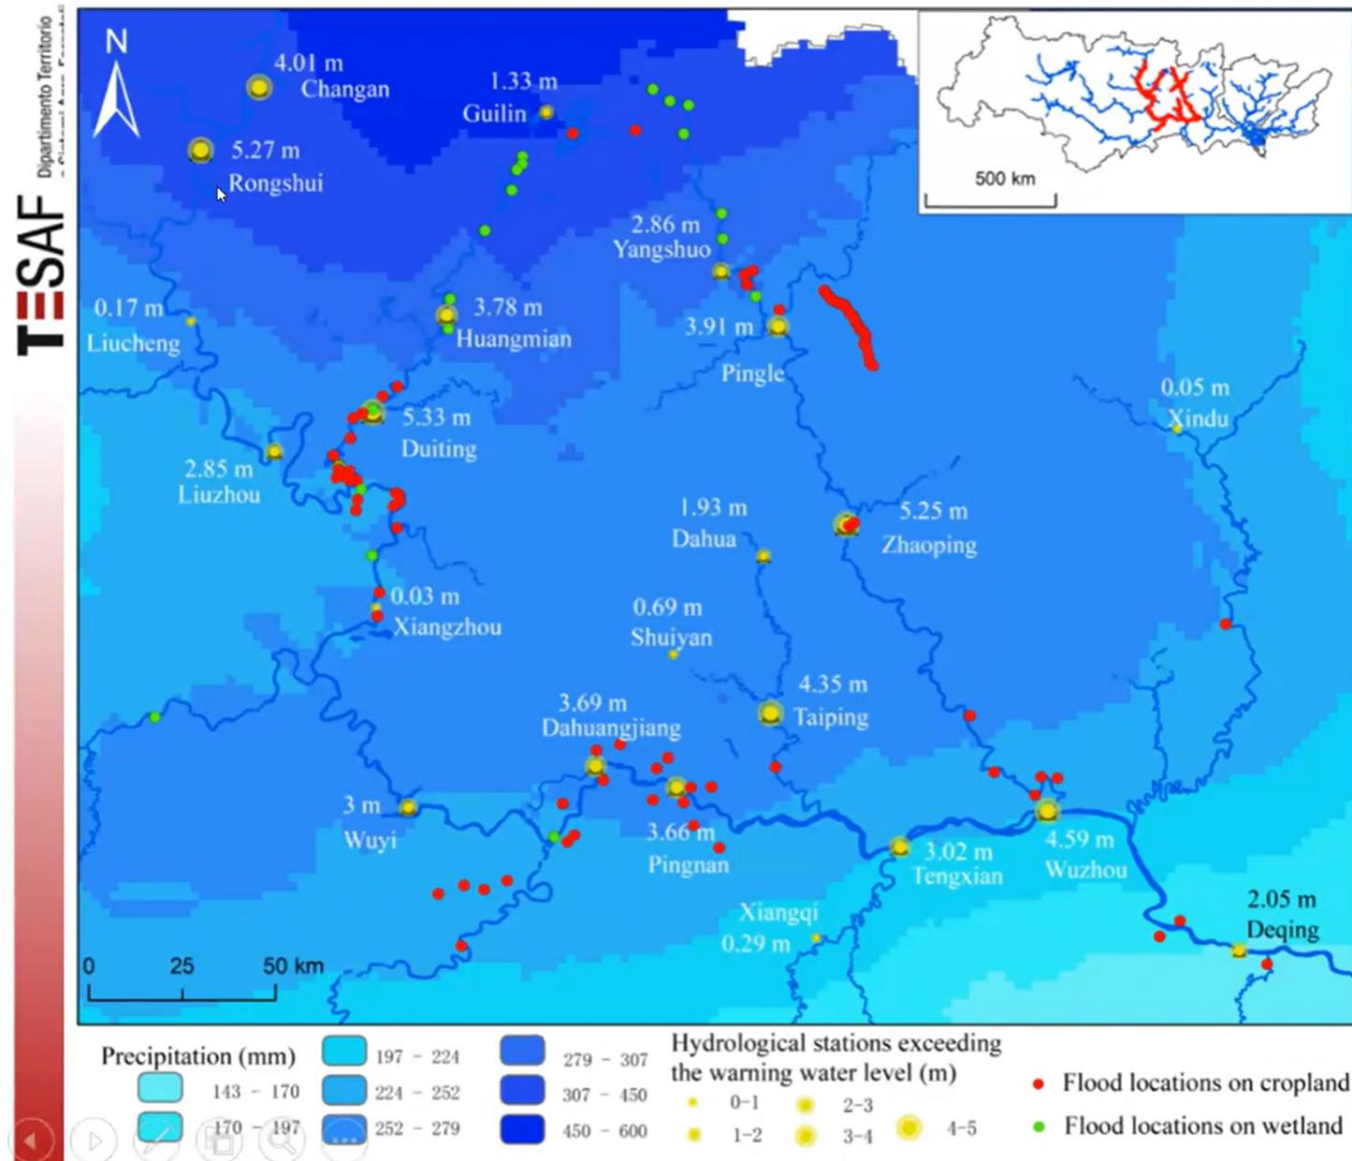 Dipartimento Territorio
TESAF
N
4.01 m
Changan
1.33 m
Guilin
5.27 m
Rongshui
500 km
2.86 m
Yangshuo
0.17 m
Liucheng
3.78 m
Huangmian
3.91 m
Pingle
0.05 m
Xindu
5.33 m
Duiting
2.85 m
Liuzhou
1.93 m
Dahua
5.25 m
Zhaoping
0.03 m
Xiangzhou
0.69 m
Shuiyan
3.69 m
Dahuangjiang
4.35 m
Taiping
3 m
Wuyi
3.66 m
Pingnan
3.02 m
Tengxian
4.59 m
Wuzhou
Xiangqi
0.29 m
2.05 m
Deqing
0 25 50 km
Precipitation (mm)
143 - 170
170 - 197
197 - 224
224 - 252
252 - 279
279 - 307
307 - 450
450 - 600
Hydrological stations exceeding
the warning water level (m)
0-1
1-2
2-3
3-4
4-5
Flood locations on cropland
Flood locations on wetland